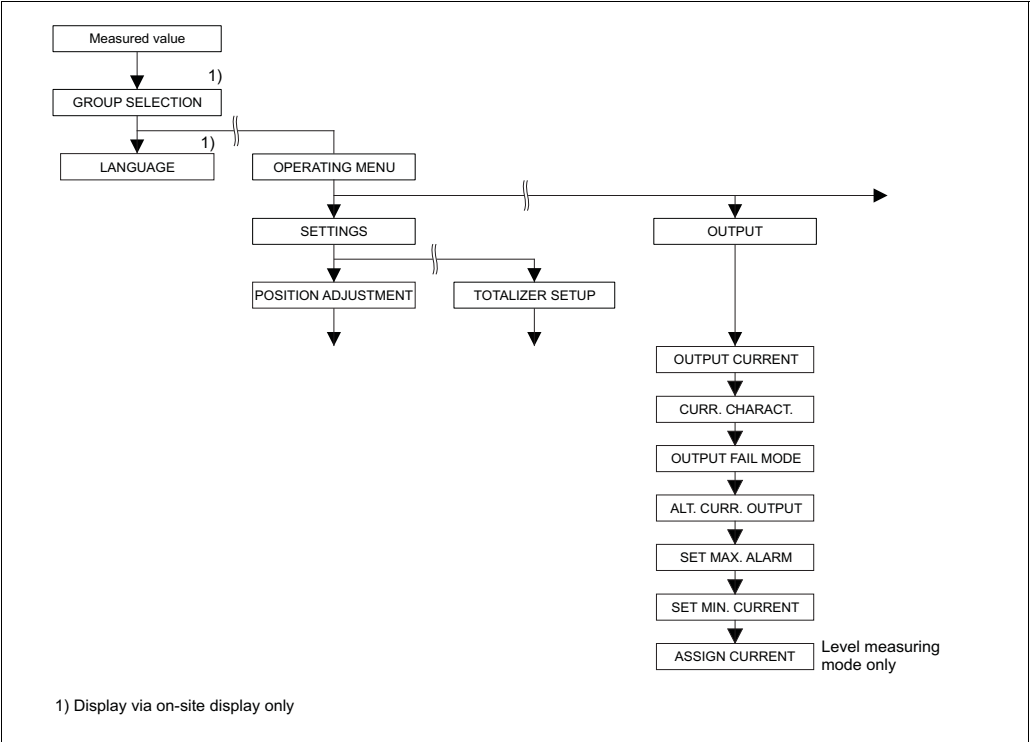 Measured value
1)
GROUP SELECTION
1)
LANGUAGE
OPERATING MENU
SETTINGS
OUTPUT
POSITION ADJUSTMENT
TOTALIZER SETUP
OUTPUT CURRENT
CURR. CHARACT.
OUTPUT FAIL MODE
ALT. CURR. OUTPUT
SET MAX. ALARM
SET MIN. CURRENT
ASSIGN CURRENT
Level measuring
mode only
1) Display via on-site display only